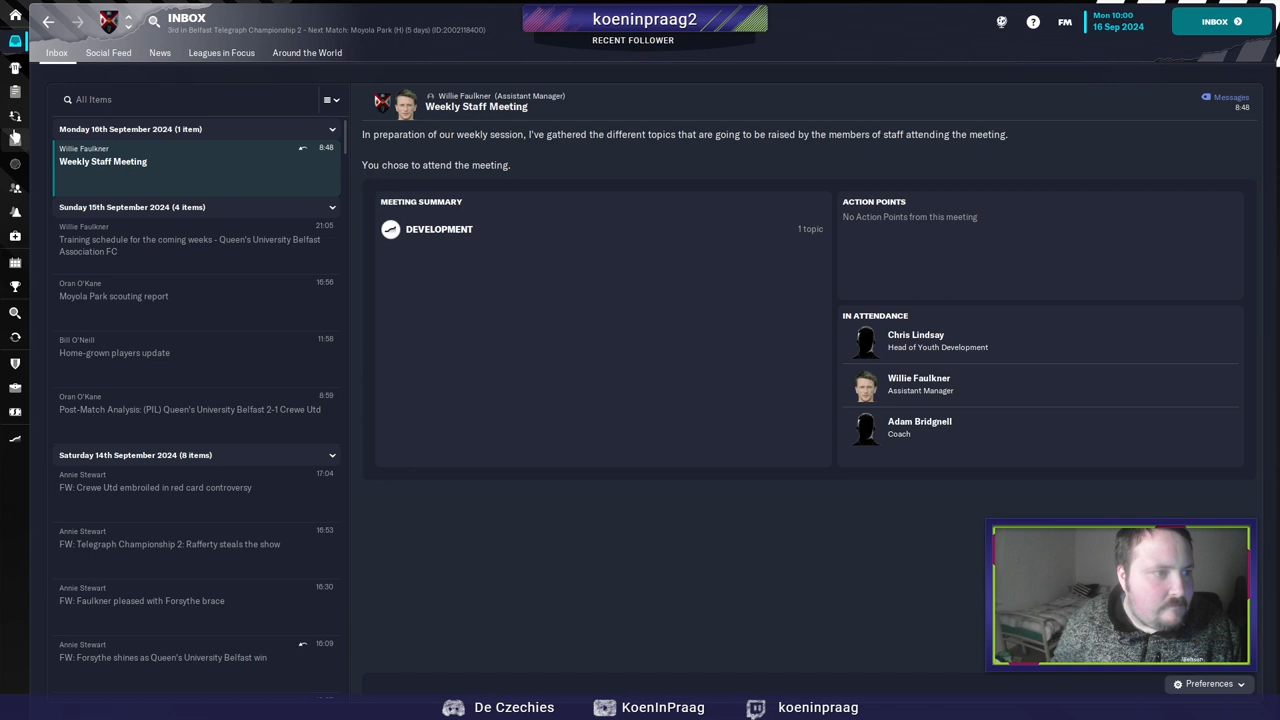 koeninpraag2
RECENT FOLLOWER
INBOX
3rd in Belfast Telegraph Championship 2 - Next Match: Moyola Park (H) (5 days) (ID:2002118400)
FM
Mon 10:00
16 Sep 2024
INBOX
Inbox
Social Feed
News
Leagues in Focus
Around the World
All Items
Monday 16th September 2024 (1 item)
Willie Faulkner
8:48
Weekly Staff Meeting
Sunday 15th September 2024 (4 items)
Willie Faulkner
21:05
Training schedule for the coming weeks - Queen's University Belfast
Association FC
Oran O'Kane
16:56
Moyola Park scouting report
Bill O'Neill
11:58
Home-grown players update
Oran O'Kane
8:59
Post-Match Analysis: (PIL) Queen's University Belfast 2-1 Crewe Utd
Saturday 14th September 2024 (8 items)
Annie Stewart
17:04
FW: Crewe Utd embroiled in red card controversy
Annie Stewart
16:53
FW: Telegraph Championship 2: Rafferty steals the show
Annie Stewart
16:30
FW: Faulkner pleased with Forsythe brace
Annie Stewart
16:09
FW: Forsythe shines as Queen's University Belfast win
Willie Faulkner (Assistant Manager)
Weekly Staff Meeting
Messages
8:48
In preparation of our weekly session, I've gathered the different topics that are going to be raised by the members of staff attending the meeting.
You chose to attend the meeting.
MEETING SUMMARY
DEVELOPMENT
1 topic
ACTION POINTS
No Action Points from this meeting
IN ATTENDANCE
Chris Lindsay
Head of Youth Development
Willie Faulkner
Assistant Manager
Adam Bridgnell
Coach
Preferences
De Czechies
KoenInPraag
koeninpraag